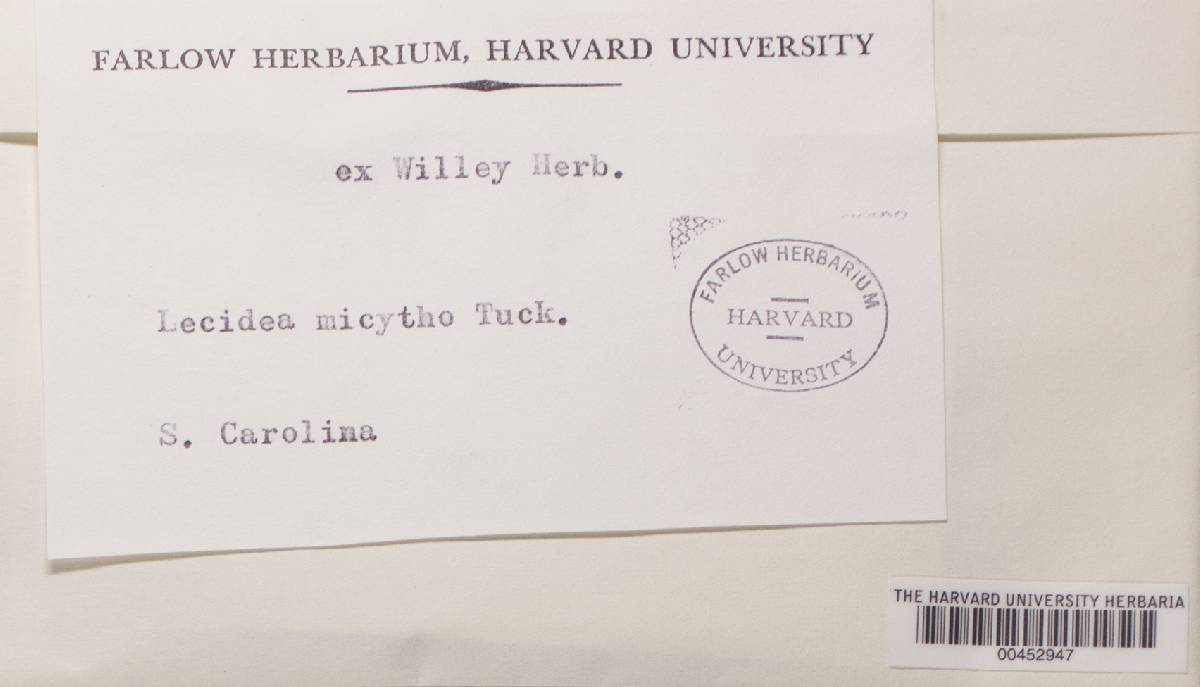 FARLOW HERBARIUM, HARVARD UNIVERSITY
ex Willey Herb.
Lecidea micytho Tuck.
S. Carolina
FARLOW HERBARIUM
HARVARD
UNIVERSITY
THE HARVARD UNIVERSITY HERBARIA
00452947